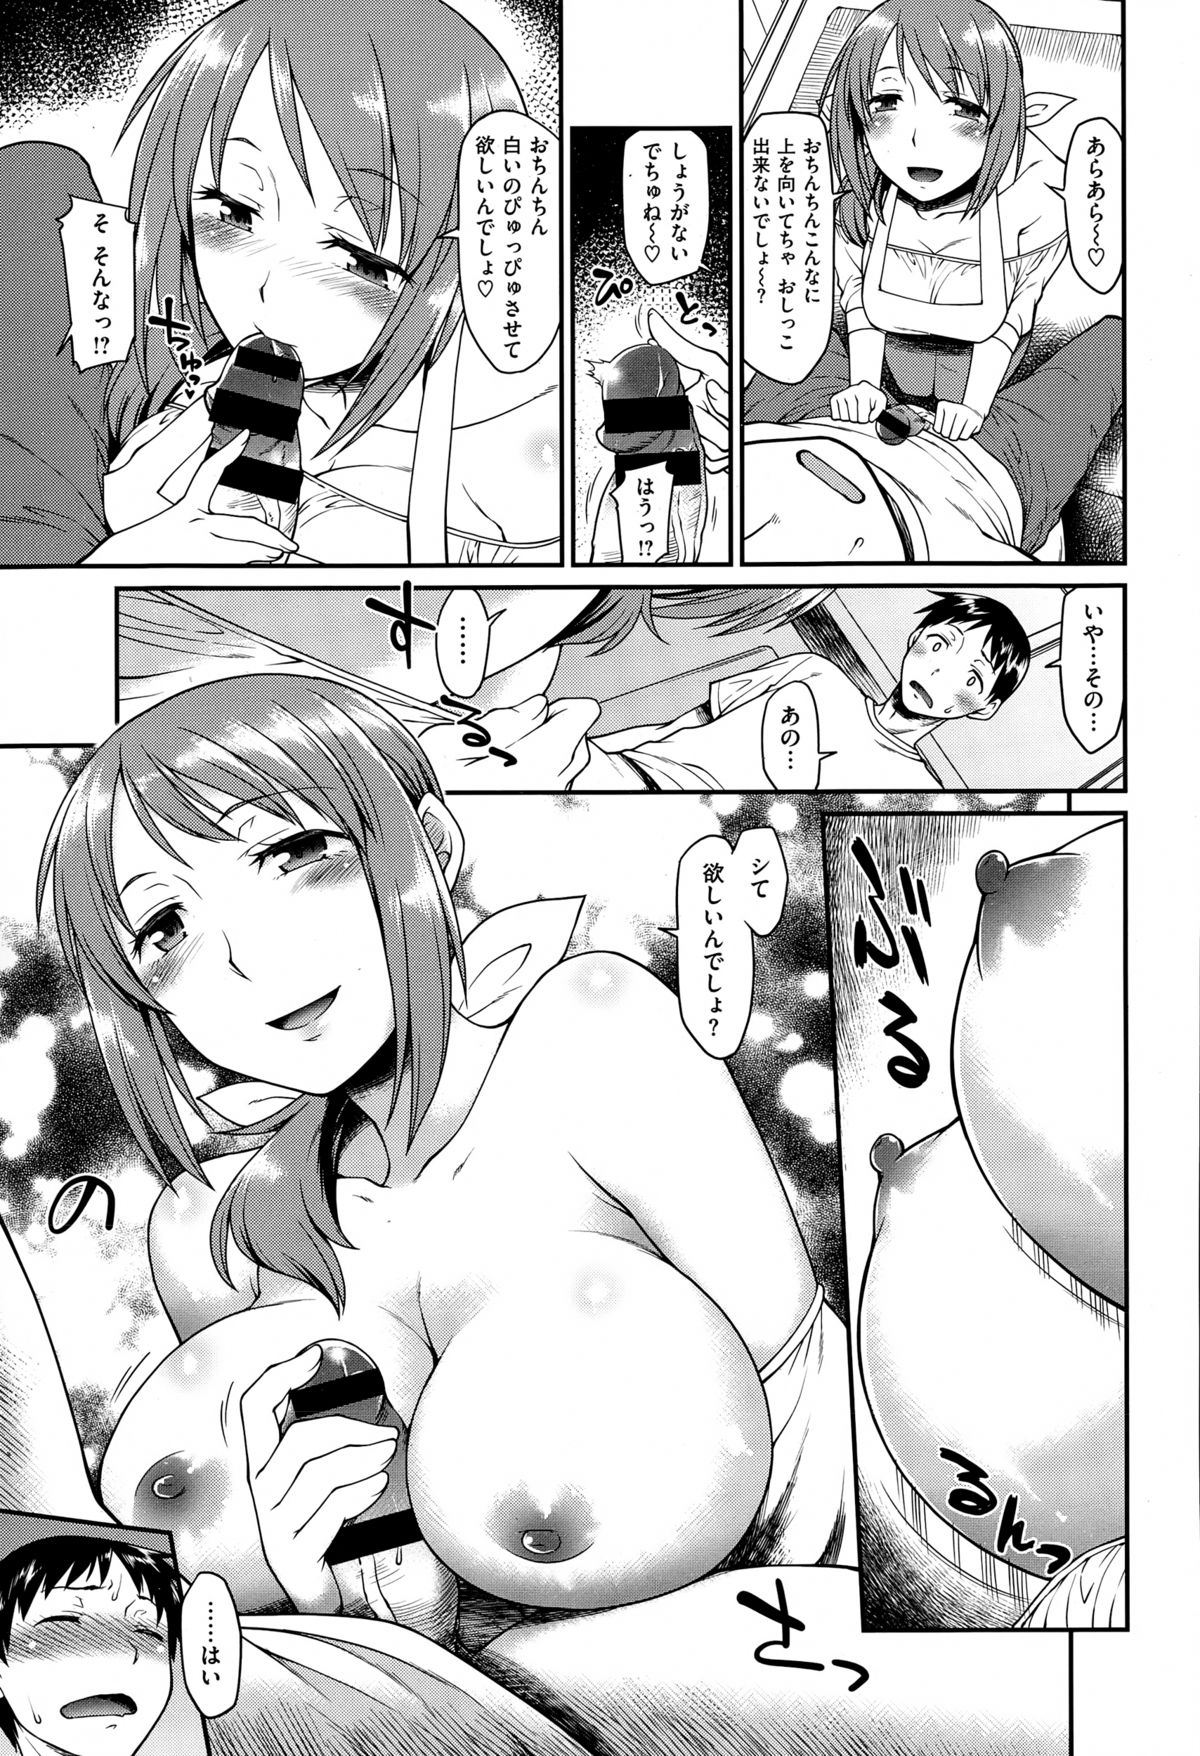 あらあら〜♡
おちんちんこんなに
上を向いてちゃ おしっこ
出来ないでしょ〜?
しょうがない
でちゅね〜♡
とっ
ぴ
はうっ!?
おちんちん
白いのぴゅっぴゅさせて
欲しいんでしょ♡
ちゅっ♥
そ そんなっ!?
いや…その…
あの…
……
する
ぶるるんっ
シて
欲しいんでしょ?
のさっ
……はい